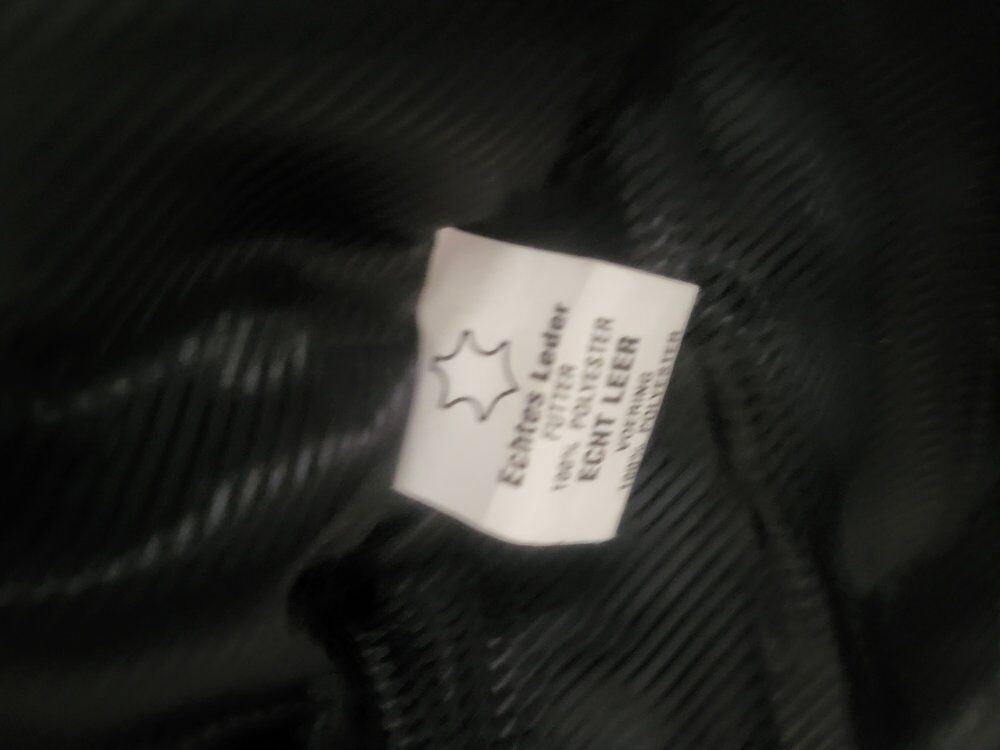 Echtes Leder
FUTTER
100% POLYESTER
ECHT LEER
VOERING
100% POLYESTER